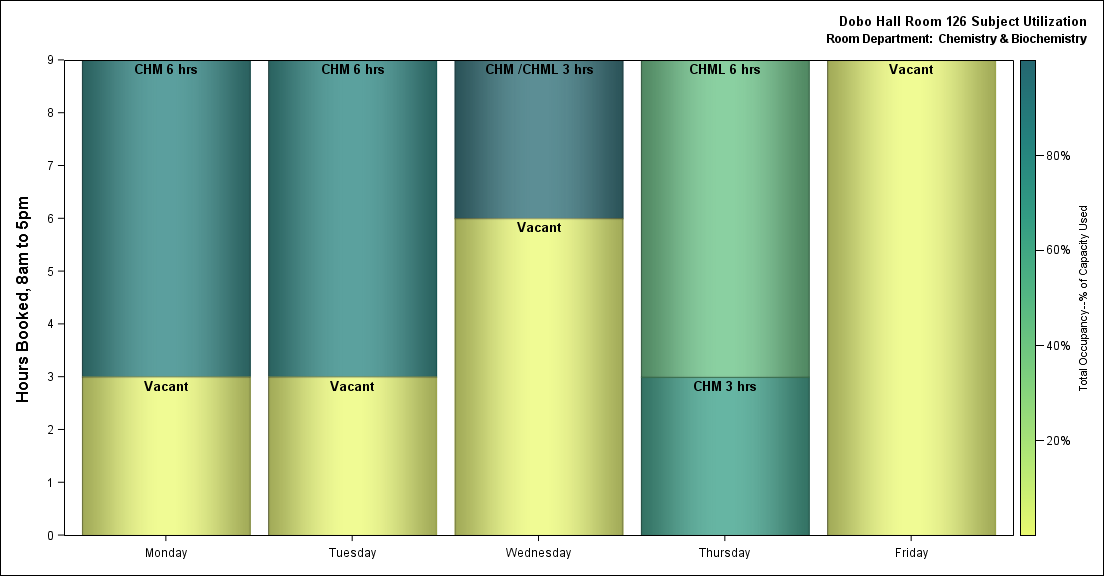 Dobo Hall Room 126 Subject Utilization
Room Department: Chemistry & Biochemistry
Hours Booked, 8am to 5pm
9
8
7
6
5
4
3
2
1
0
CHM 6 hrs
Vacant
CHM 6 hrs
Vacant
CHM /CHML 3 hrs
Vacant
CHML 6 hrs
CHM 3 hrs
Vacant
Monday
Tuesday
Wednesday
Thursday
Friday
80%
60%
40%
20%
Total Occupancy--% of Capacity Used